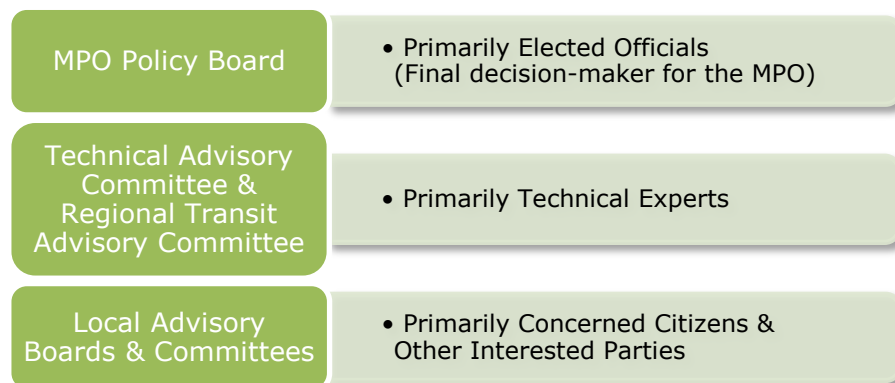 MPO Policy Board
• Primarily Elected Officials
(Final decision-maker for the MPO)
Technical Advisory
Committee &
Regional Transit
Advisory Committee
• Primarily Technical Experts
Local Advisory
Boards & Committees
• Primarily Concerned Citizens &
Other Interested Parties